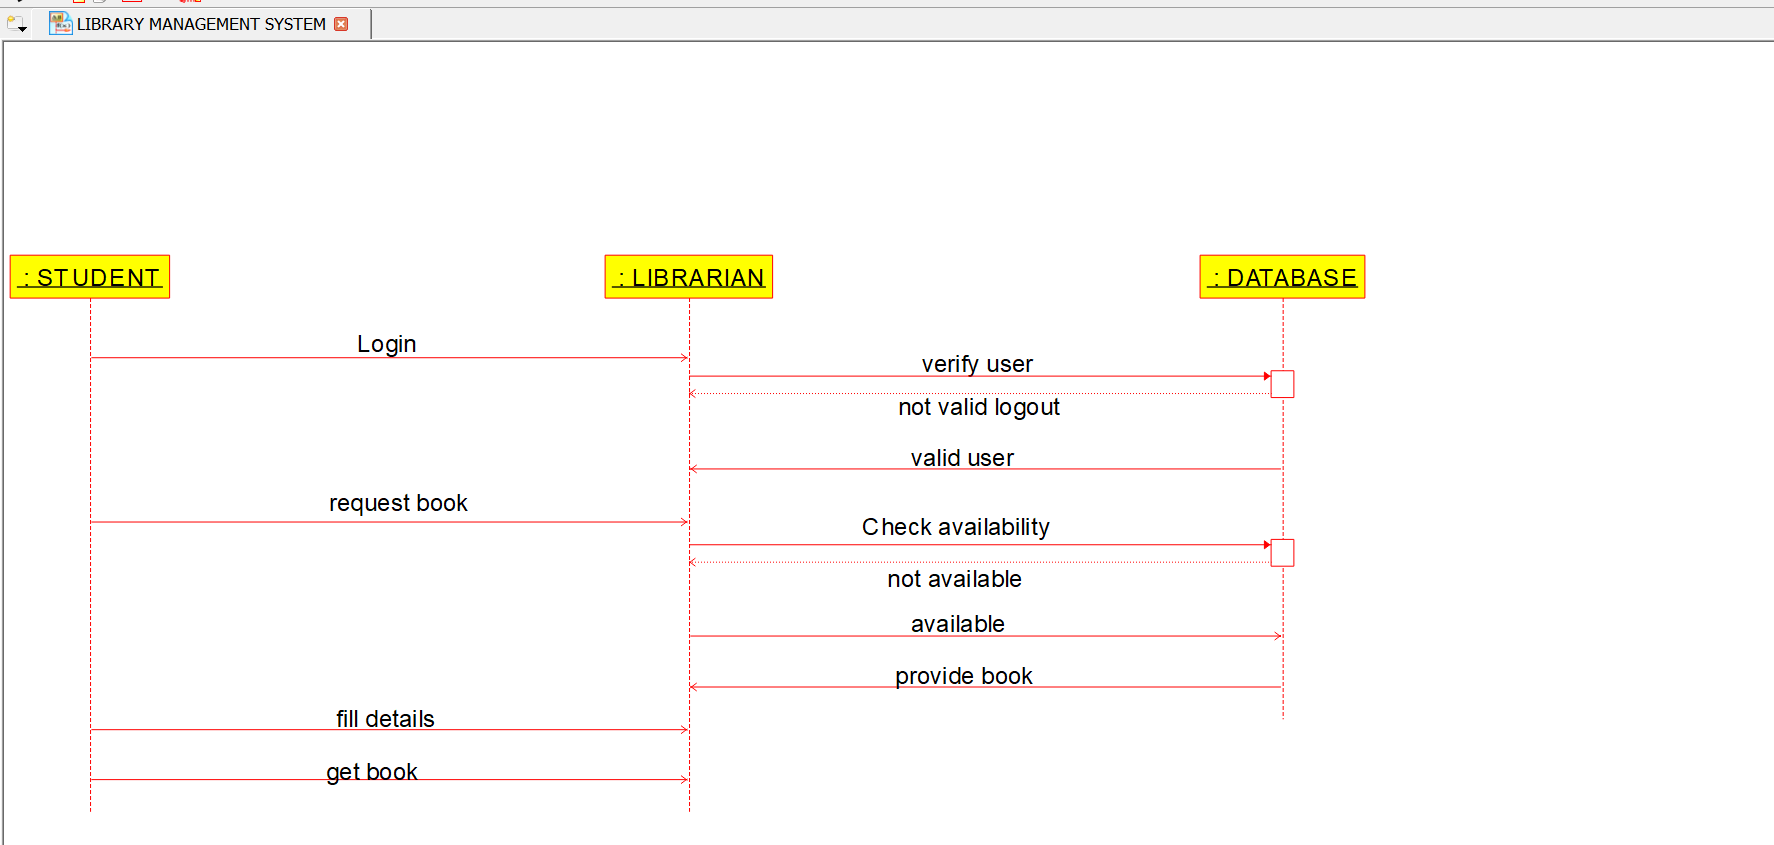 LIBRARY MANAGEMENT SYSTEM
: STUDENT
: LIBRARIAN
: DATABASE
Login
verify user
not valid logout
valid user
request book
Check availability
not available
available
provide book
fill details
get book